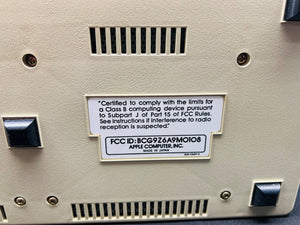 "Certified to comply with the limits for
a Class B computing device pursuant
to Subpart J of Part 15 of FCC Rules.
See instructions if interference to radio
reception is suspected."
FCC ID: BCG9Z6A9M0108
APPLE COMPUTER, INC.
MADE IN JAPAN